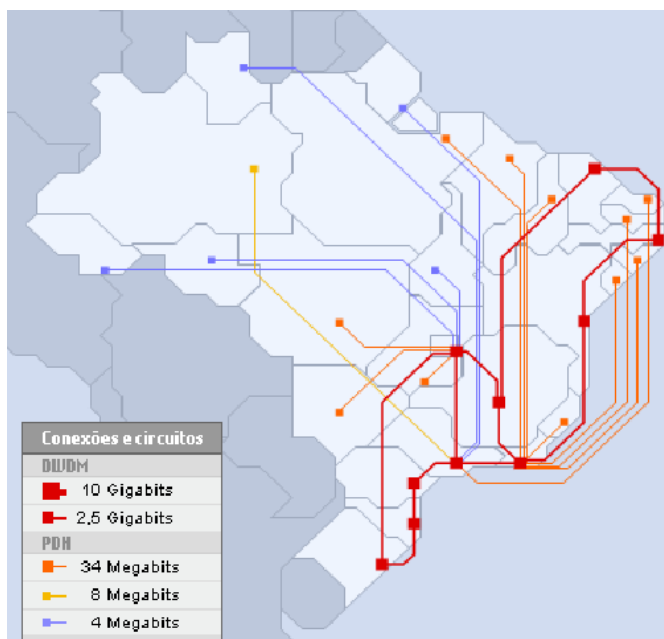 Conexões e circuitos
DWDM
10 Gigabits
2,5 Gigabits
PDH
34 Megabits
8 Megabits
4 Megabits